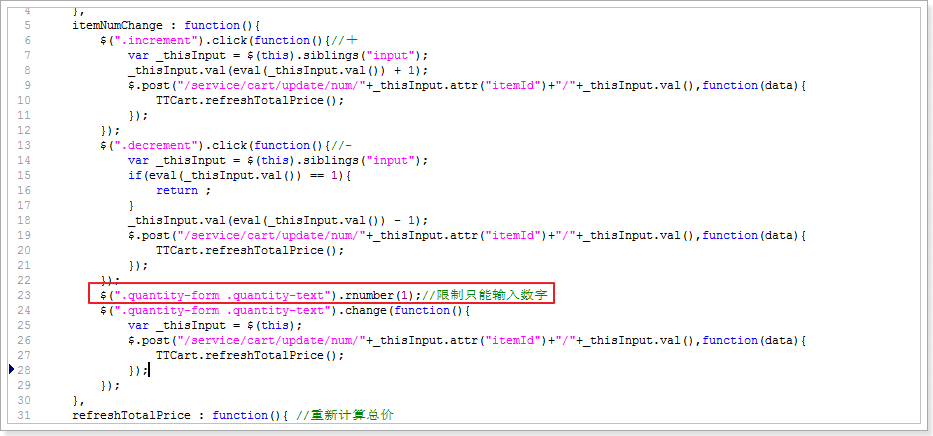 4 },
5 itemNumChange : function(){
6 $(".increment").click(function(){//＋
7 var _thisInput = $(this).siblings("input");
8 _thisInput.val(eval(_thisInput.val()) + 1);
9 $.post("/service/cart/update/num/"+_thisInput.attr("itemId")+"/"+_thisInput.val(),function(data){
10 TTCart.refreshTotalPrice();
11 });
12 });
13 $(".decrement").click(function(){//-
14 var _thisInput = $(this).siblings("input");
15 if(eval(_thisInput.val()) == 1){
16 return ;
17 }
18 _thisInput.val(eval(_thisInput.val()) - 1);
19 $.post("/service/cart/update/num/"+_thisInput.attr("itemId")+"/"+_thisInput.val(),function(data){
20 TTCart.refreshTotalPrice();
21 });
22 });
23 $(".quantity-form .quantity-text").rnumber(1);//限制只能输入数字
24 $(".quantity-form .quantity-text").change(function(){
25 var _thisInput = $(this);
26 $.post("/service/cart/update/num/"+_thisInput.attr("itemId")+"/"+_thisInput.val(),function(data){
27 TTCart.refreshTotalPrice();
28 });
29 });
30 },
31 refreshTotalPrice : function(){ //重新计算总价